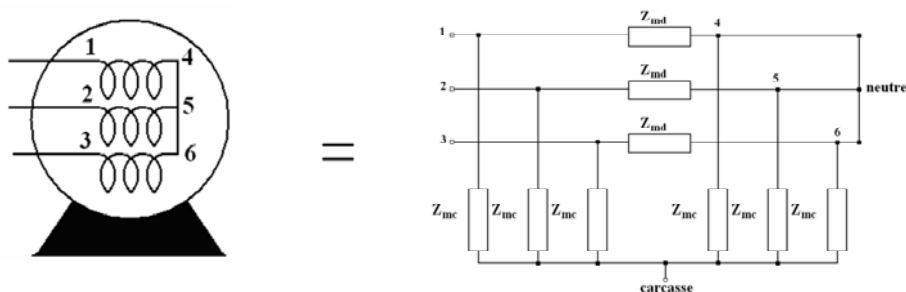 1 4
2 5
3 6
=
1 Zmd 4
2 Zmd 5 neutre
3 Zmd 6
Zmc Zmc Zmc Zmc Zmc Zmc
carcasse